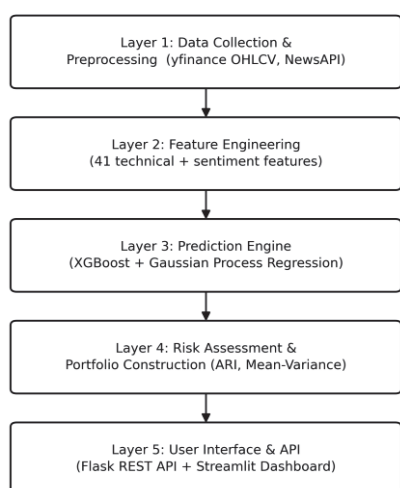 Layer 1: Data Collection &
Preprocessing (yfinance OHLCV, NewsAPI)
Layer 2: Feature Engineering
(41 technical + sentiment features)
Layer 3: Prediction Engine
(XGBoost + Gaussian Process Regression)
Layer 4: Risk Assessment &
Portfolio Construction (ARI, Mean-Variance)
Layer 5: User Interface & API
(Flask REST API + Streamlit Dashboard)